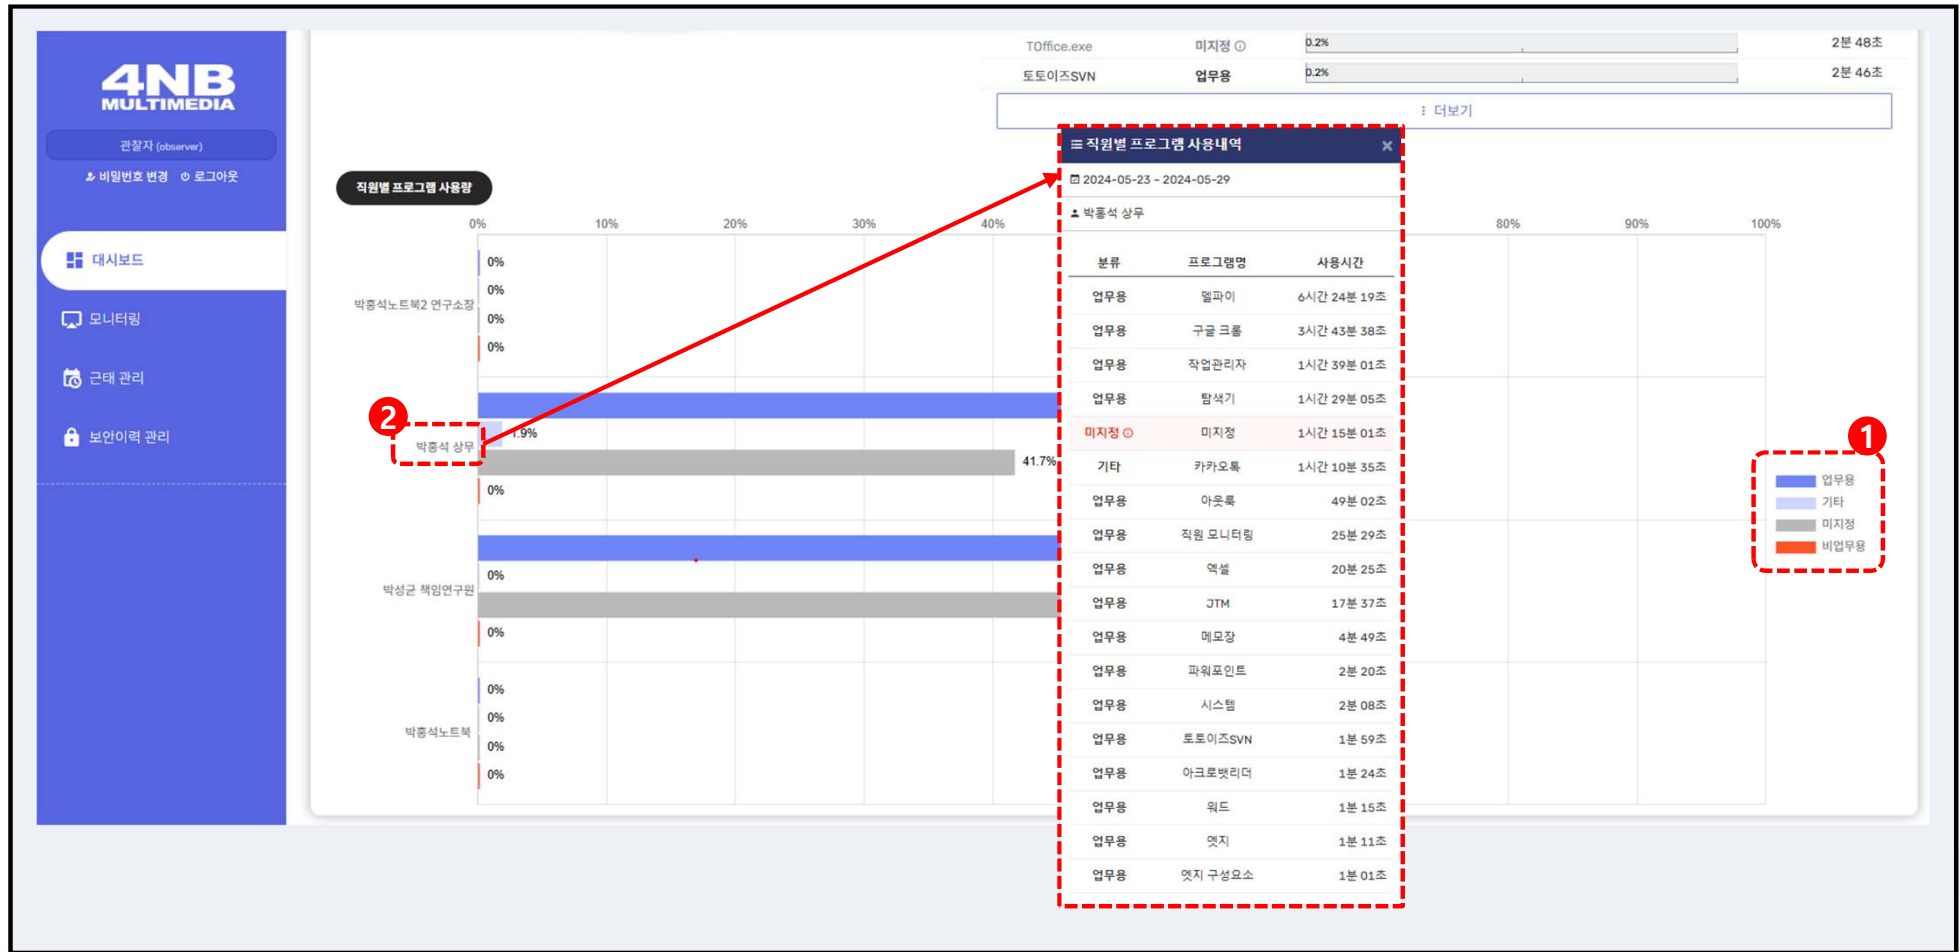 4NB
MULTIMEDIA
관찰자 (observer)
비밀번호 변경 로그아웃
대시보드
모니터링
근태 관리
보안이력 관리
TOffice.exe 미지정 0.2% 2분 48초
토토이즈SVN 업무용 0.2% 2분 46초
더보기
직원별 프로그램 사용량
0% 10% 20% 30% 40% 80% 90% 100%
박홍석노트북2 연구소장
0%
0%
0%
0%
2
박홍석 상무
1.9%
41.7%
0%
박성균 책임연구원
0%
0%
박홍석노트북
0%
0%
0%
0%
직원별 프로그램 사용내역
2024-05-23 - 2024-05-29
박홍석 상무
분류 프로그램명 사용시간
업무용 델파이 6시간 24분 19초
업무용 구글 크롬 3시간 43분 38초
업무용 작업관리자 1시간 39분 01초
업무용 탐색기 1시간 29분 05초
미지정 미지정 1시간 15분 01초
기타 카카오톡 1시간 10분 35초
업무용 아웃룩 49분 02초
업무용 직원 모니터링 25분 29초
업무용 엑셀 20분 25초
업무용 JTM 17분 37초
업무용 메모장 4분 49초
업무용 파워포인트 2분 20초
업무용 시스템 2분 08초
업무용 토토이즈SVN 1분 59초
업무용 아크로뱃리더 1분 24초
업무용 워드 1분 15초
업무용 엣지 1분 11초
업무용 엣지 구성요소 1분 01초
1
업무용
기타
미지정
비업무용